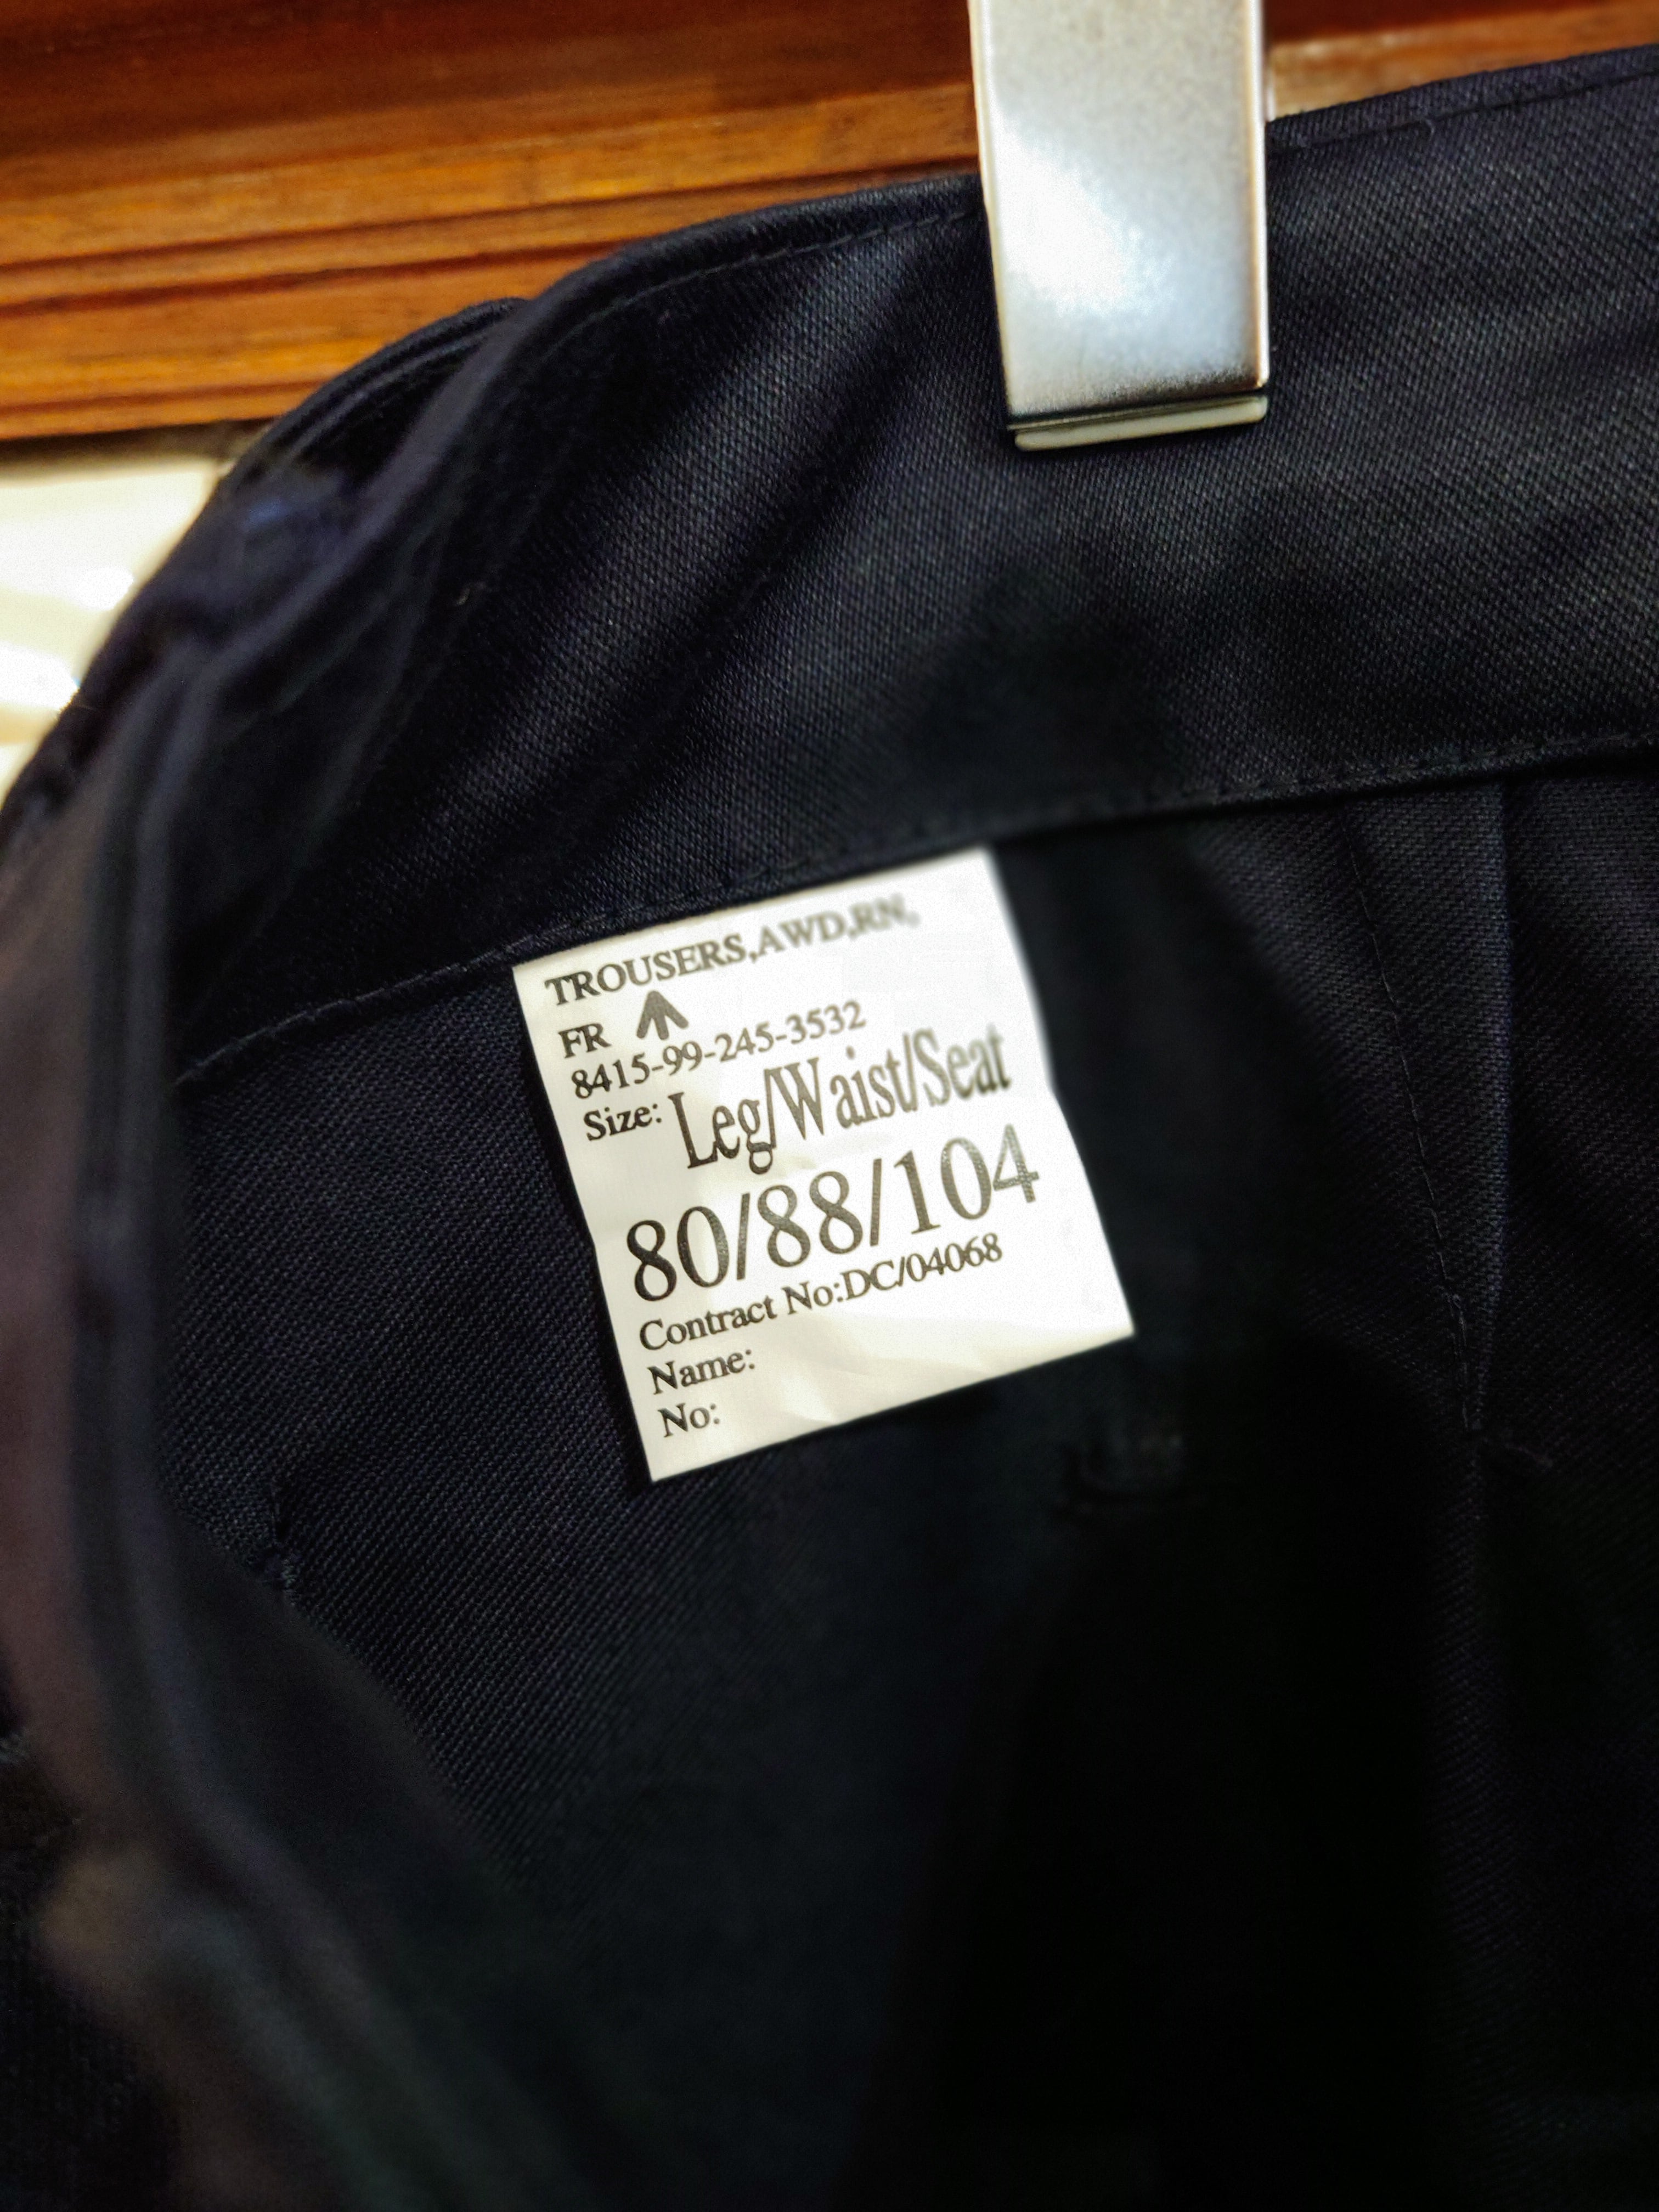 TROUSERS,AWD,RN,
FR
8415-99-245-3532
Size: Leg/Waist/Seat
80/88/104
Contract No:DC/04068
Name:
No: